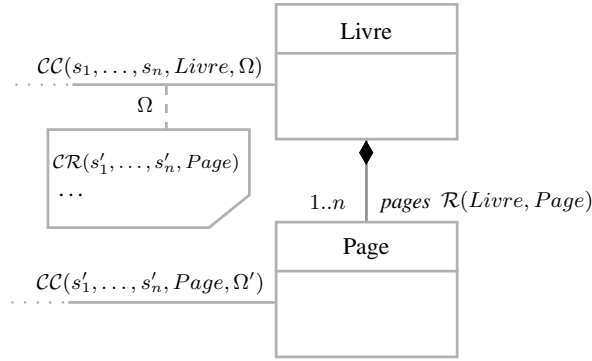 Livre
𝒞𝒞(s₁, . . . , sₙ, Livre, Ω)
Ω
𝒞ℛ(s′₁, . . . , s′ₙ, Page)
. . .
1..n pages ℛ(Livre, Page)
Page
𝒞𝒞(s′₁, . . . , s′ₙ, Page, Ω′)